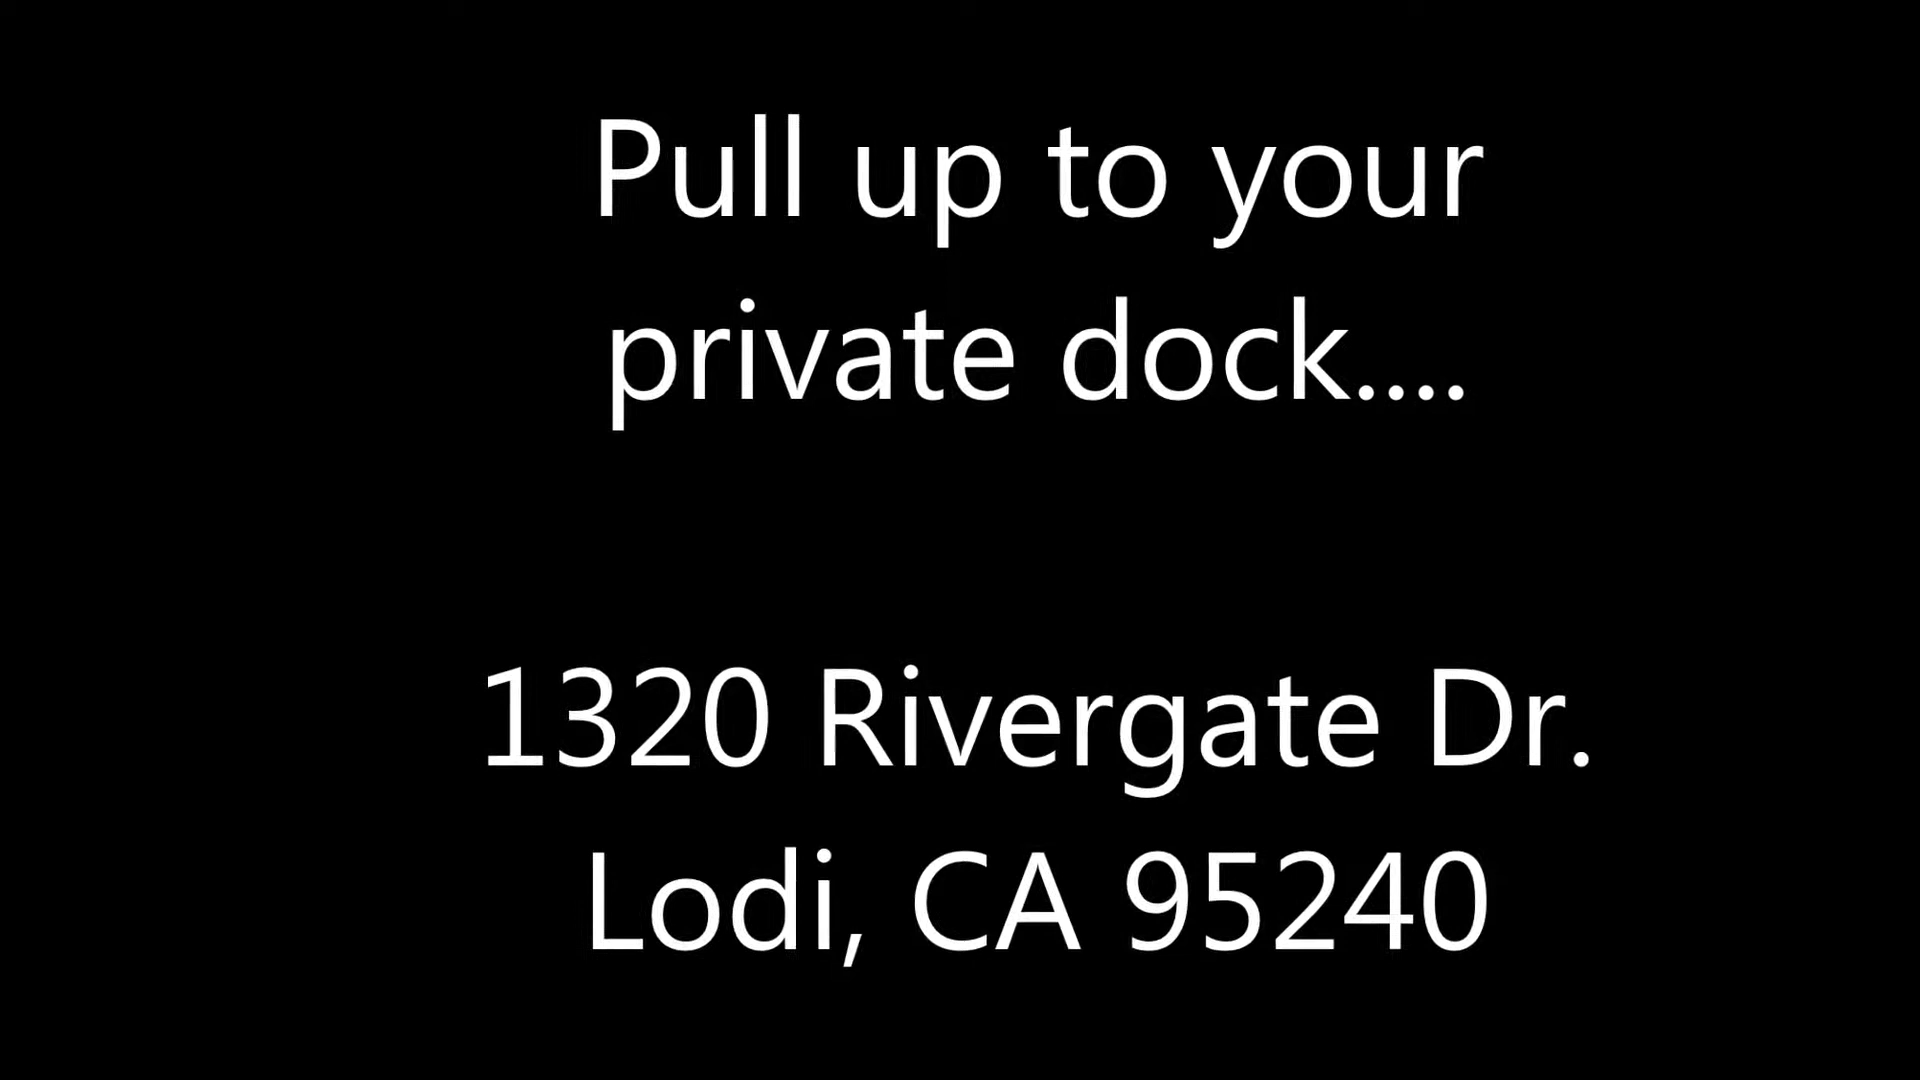 Pull up to your
private dock....
1320 Rivergate Dr.
Lodi, CA 95240